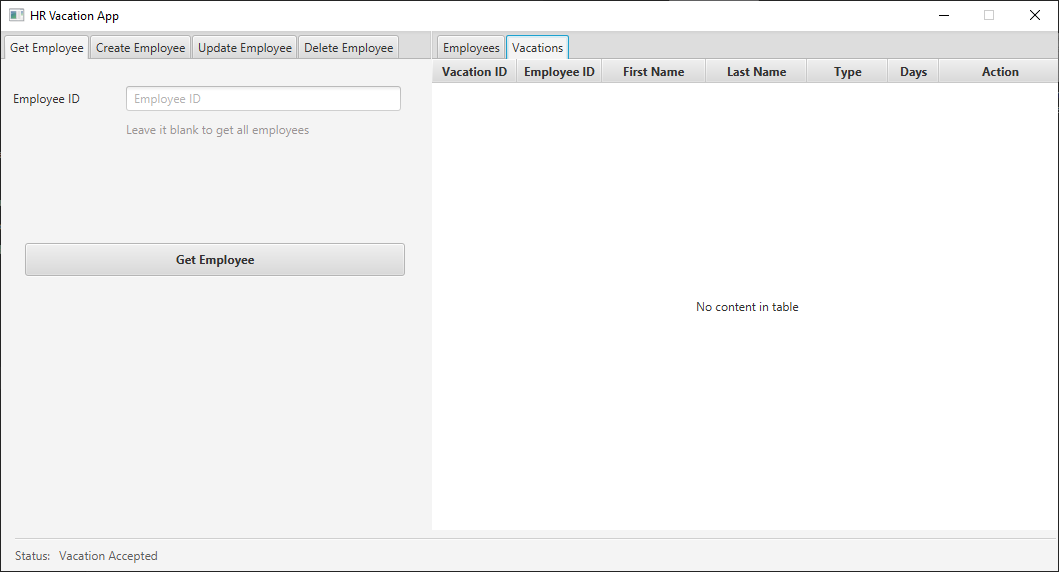 HR Vacation App
Get Employee Create Employee Update Employee Delete Employee
Employees Vacations
Vacation ID Employee ID First Name Last Name Type Days Action
Employee ID Employee ID
Leave it blank to get all employees
Get Employee
No content in table
Status: Vacation Accepted